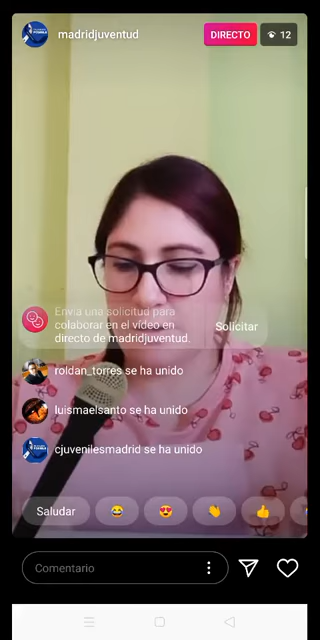 madridjuventud
DIRECTO
12
Envía una solicitud para
colaborar en el vídeo en
directo de madridjuventud.
Solicitar
roldan_torres se ha unido
luismaelsanto se ha unido
cjuvenilesmadrid se ha unido
Saludar
Comentario